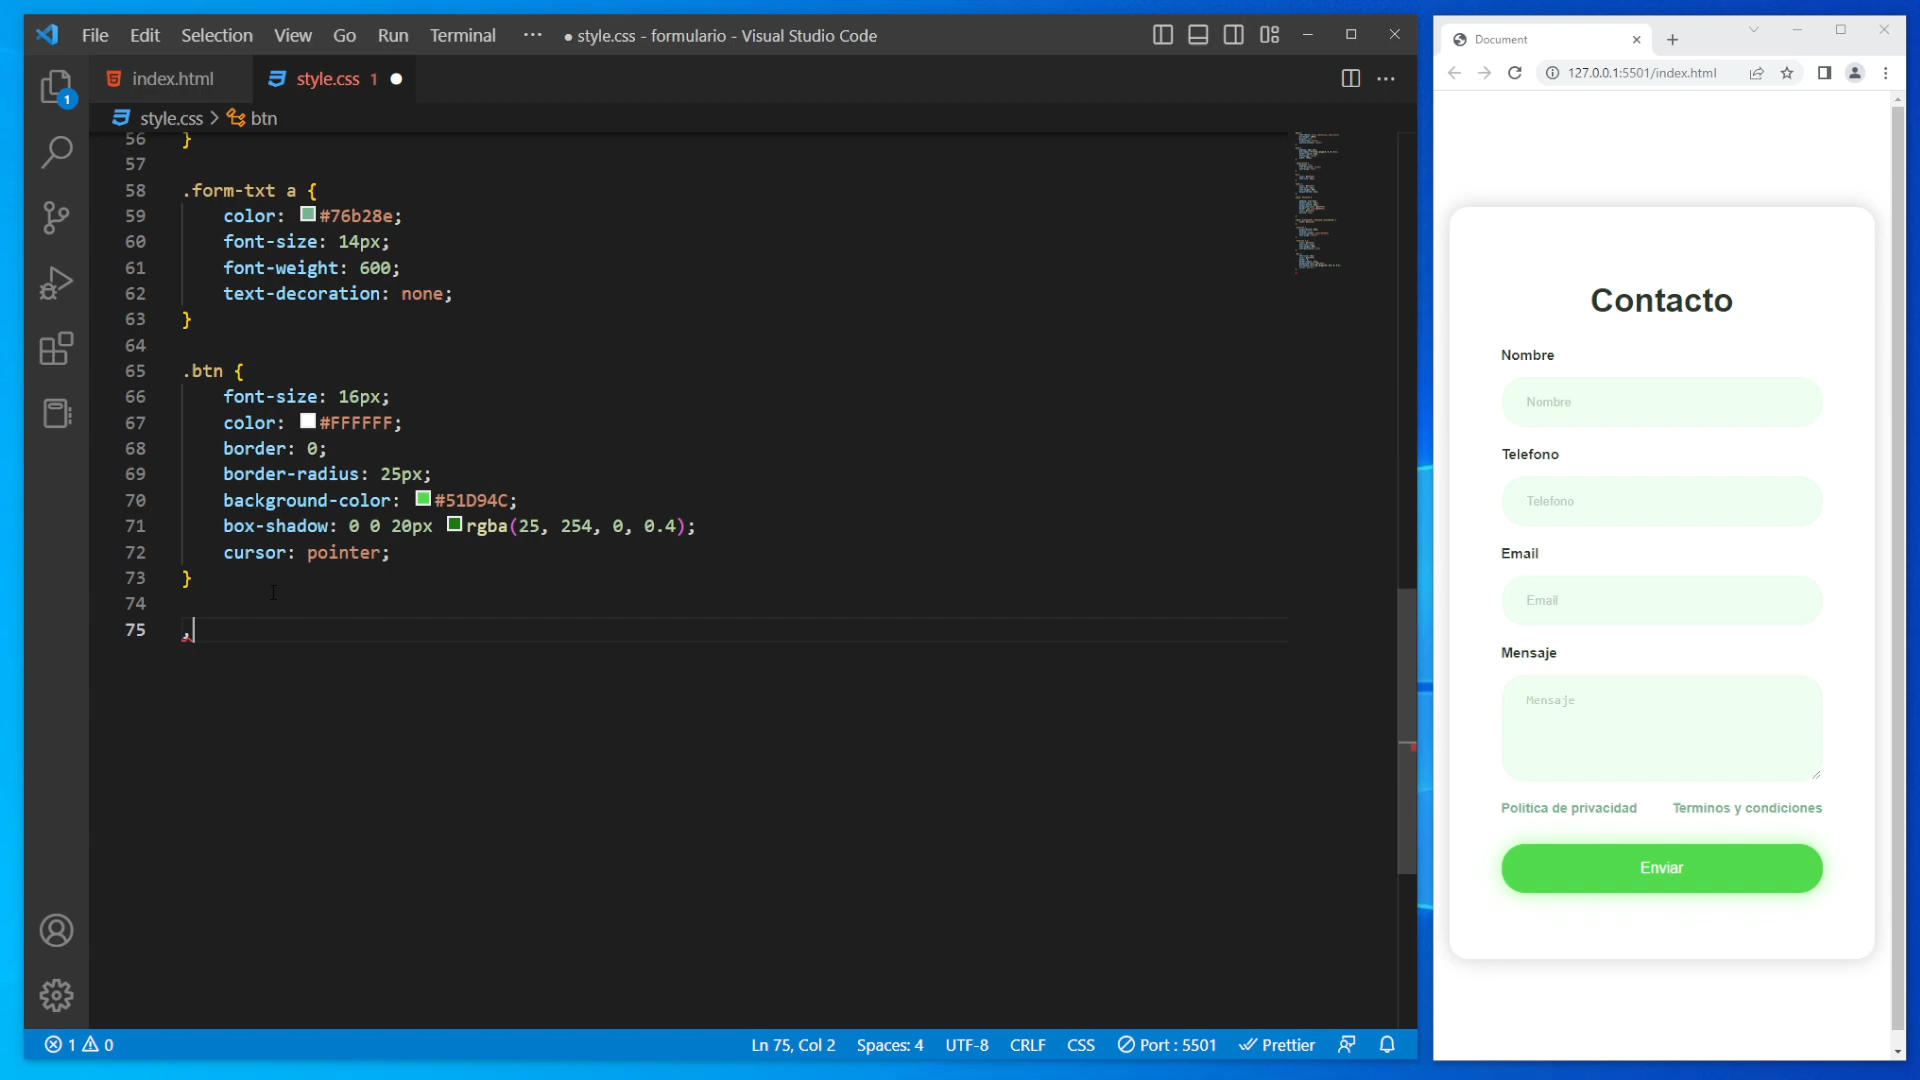 File Edit Selection View Go Run Terminal ··· ● style.css - formulario - Visual Studio Code
index.html style.css 1 ●
style.css > btn
56 }
57
58 .form-txt a {
59 color: #76b28e;
60 font-size: 14px;
61 font-weight: 600;
62 text-decoration: none;
63 }
64
65 .btn {
66 font-size: 16px;
67 color: #FFFFFF;
68 border: 0;
69 border-radius: 25px;
70 background-color: #51D94C;
71 box-shadow: 0 0 20px rgba(25, 254, 0, 0.4);
72 cursor: pointer;
73 }
74
75 ,
1
1 0 Ln 75, Col 2 Spaces: 4 UTF-8 CRLF CSS Port : 5501 Prettier
Document
127.0.0.1:5501/index.html
Contacto
Nombre
Nombre
Telefono
Telefono
Email
Email
Mensaje
Mensaje
Politica de privacidad Terminos y condiciones
Enviar